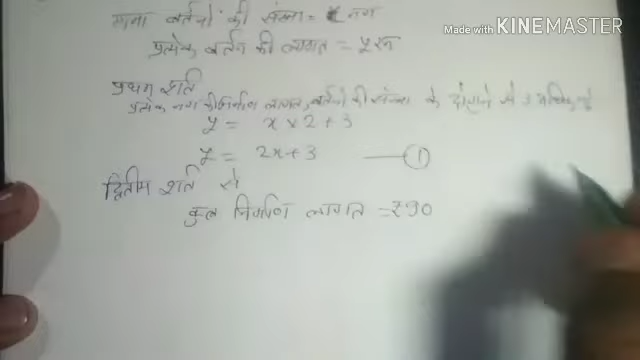 Made with KINEMASTER
माना बर्तनों की संख्या = x नग
प्रत्येक बर्तन की लागत = y रु
प्रथम शर्त
प्रत्येक नग की निर्माण लागत, बर्तनों की संख्या के दोगुने से 3 अधिक है
y = x x 2 + 3
y = 2x + 3 ①
द्वितीय शर्त से
कुल निर्माण लागत = ₹90